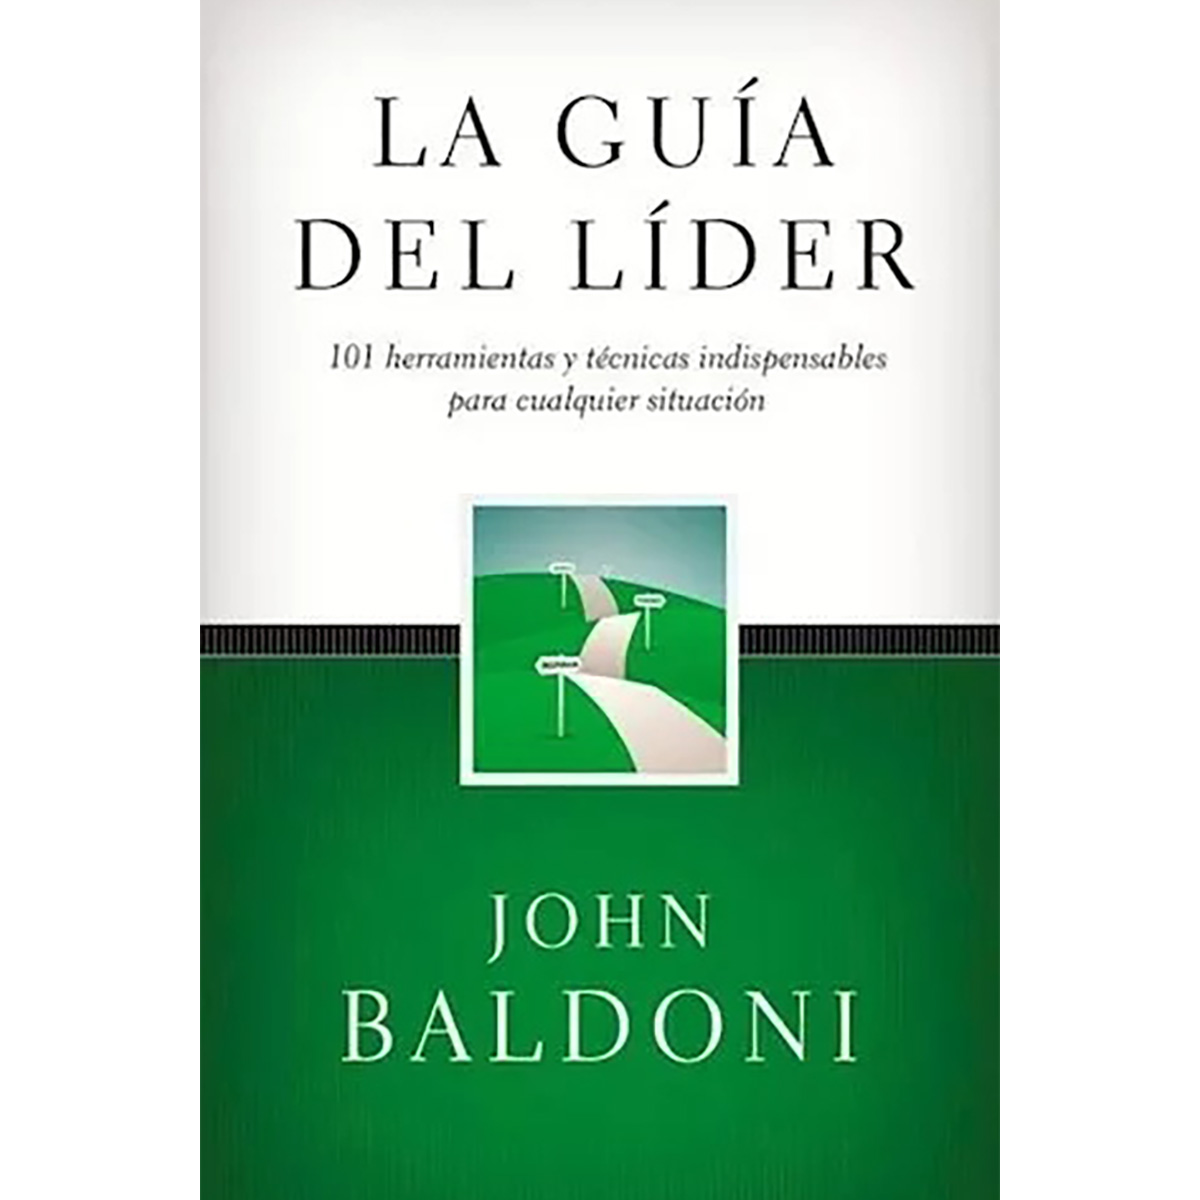 LA GUÍA
DEL LÍDER
101 herramientas y técnicas indispensables
para cualquier situación
JOHN
BALDONI